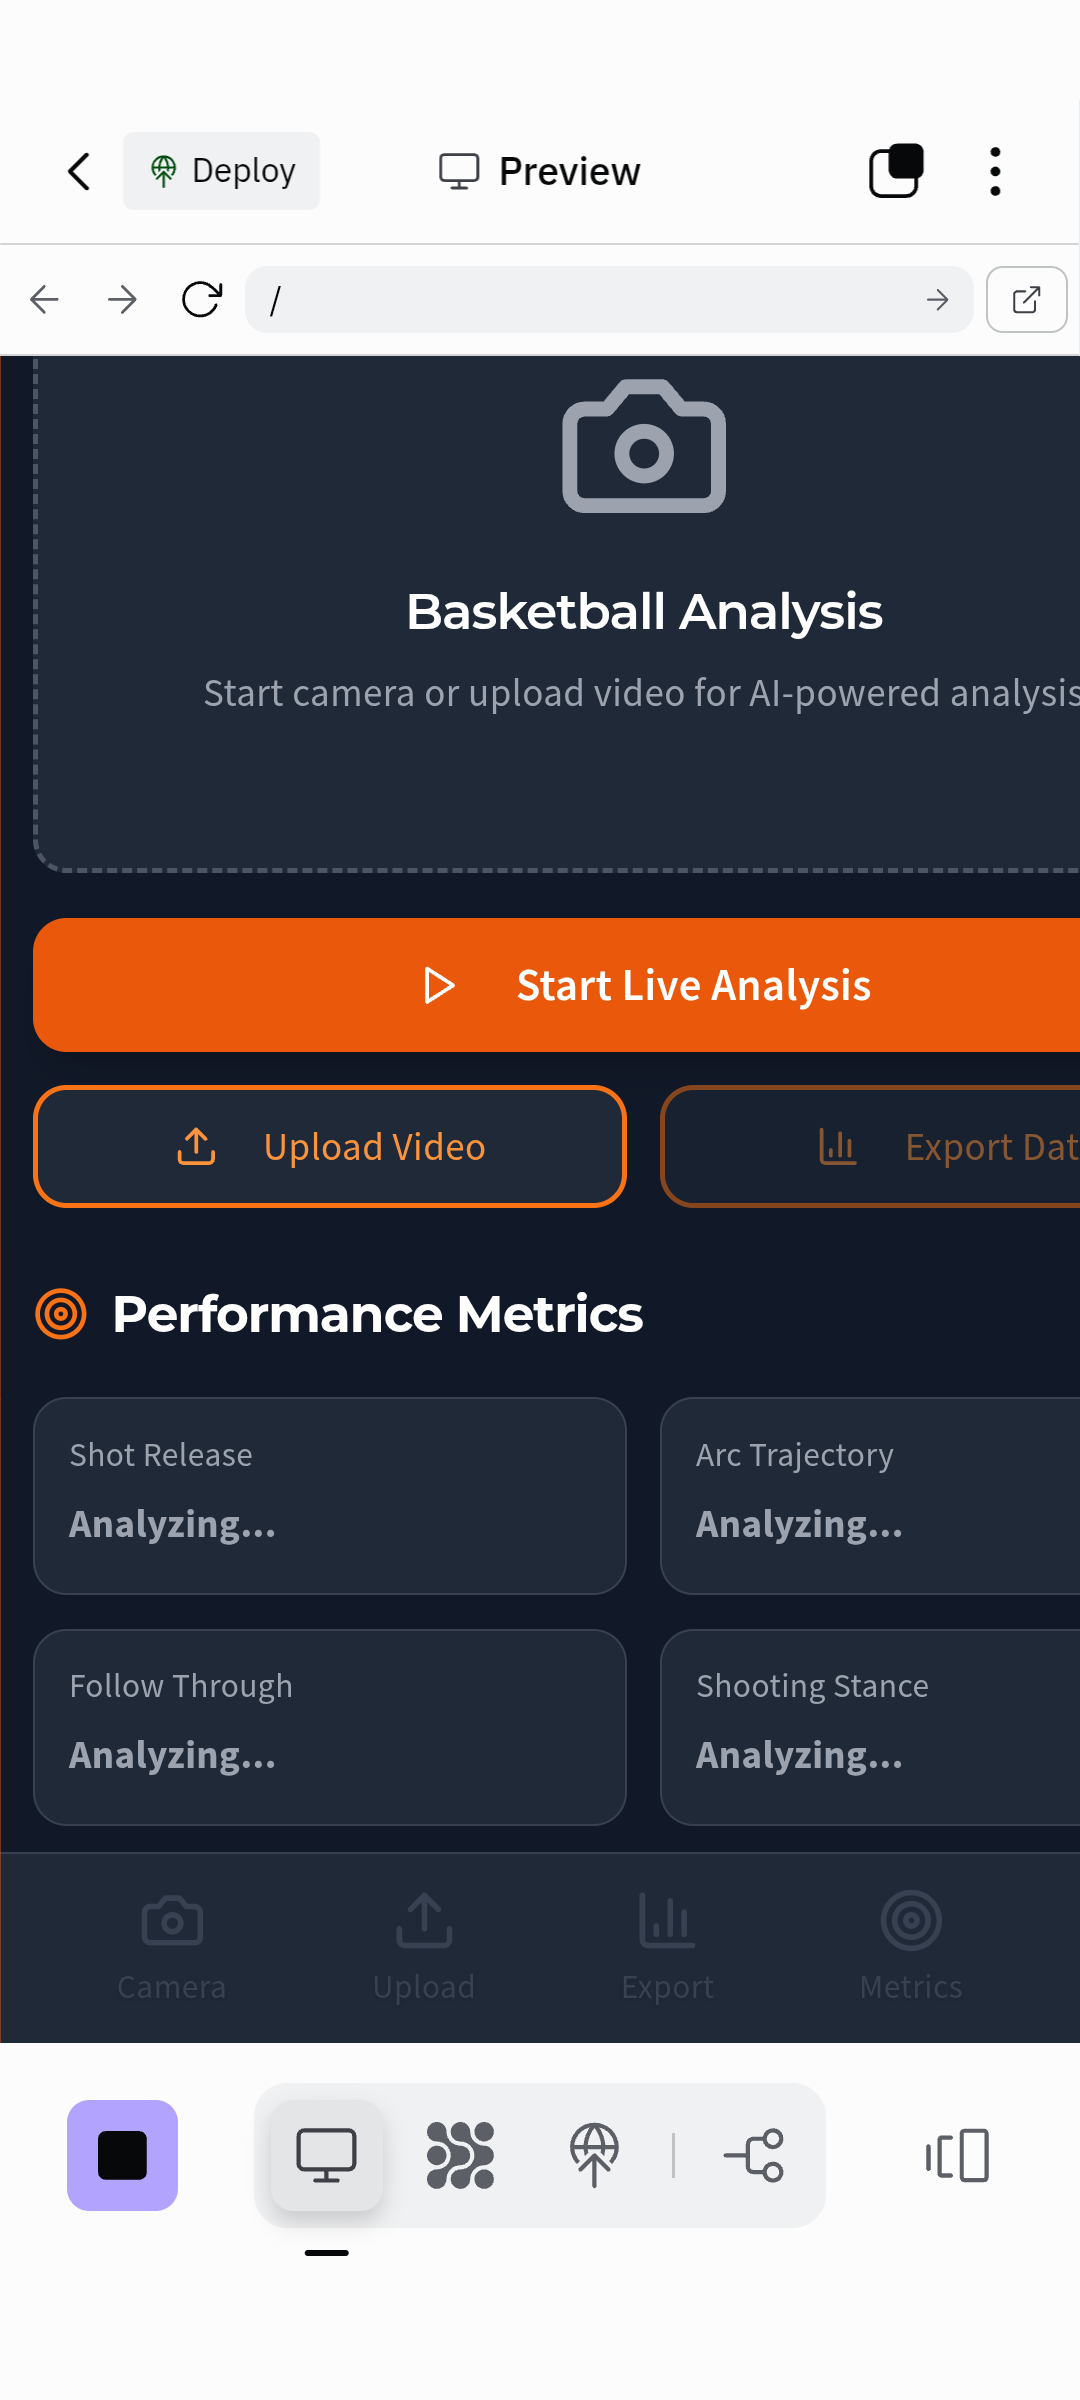 Deploy
Preview
/
Basketball Analysis
Start camera or upload video for AI-powered analysis
Start Live Analysis
Upload Video
Export Dat
Performance Metrics
Shot Release
Arc Trajectory
Analyzing...
Analyzing...
Follow Through
Shooting Stance
Analyzing...
Analyzing...
Camera
Upload
Export
Metrics